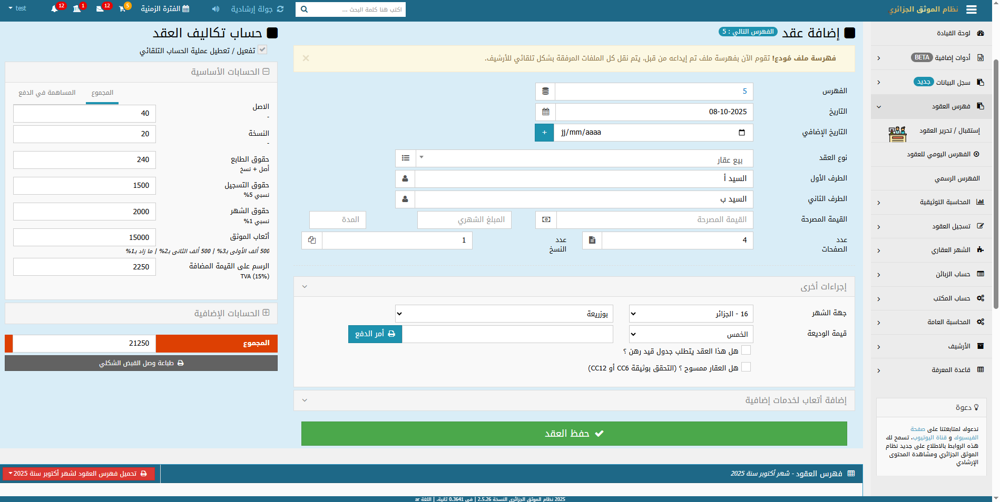 نظام الموثق الجزائري
اكتب هنا كلمة البحث ...
جولة إرشادية
الفترة الزمنية
5
12
1
12
test
لوحة القيادة
أدوات إضافية BETA
سجل البيانات جديد
فهرس العقود
إستقبال / تحرير العقود
الفهرس اليومي للعقود
الفهرس الرسمي
المحاسبة التوثيقية
تسجيل العقود
الشهر العقاري
حساب الزبائن
حساب المكتب
المحاسبة العامة
الأرشيف
قاعدة المعرفة
دعوة
ندعوك لمتابعتنا على صفحة
الفيسبوك و قناة اليوتيوب. تسمح لك
هذه الروابط بالاطلاع على جديد نظام
الموثق الجزائري ومشاهدة المحتوى
الإرشادي
إضافة عقد الفهرس التالي : 5
فهرسة ملف مُودع! تقوم الآن بفهرسة ملف تم إيداعه من قبل، يتم نقل كل الملفات المرفقة بشكل تلقائي للأرشيف.
×
الفهرس
5
التاريخ
08-10-2025
التاريخ الإضافي
jj/mm/aaaa
+
نوع العقد
بيع عقار
الطرف الأول
السيد أ
الطرف الثاني
السيد ب
القيمة المصرحة
القيمة المصرحة
المبلغ الشهري
المدة
عدد الصفحات
4
عدد النسخ
1
إجراءات أخرى
جهة الشهر
16 - الجزائر
بوزريعة
قيمة الوديعة
الخمس
أمر الدفع
هل هذا العقد يتطلب جدول قيد رهن ؟
هل العقار ممسوح ؟ (التحقق بوثيقة CC6 أو CC12)
إضافة أتعاب لخدمات إضافية
حفظ العقد
حساب تكاليف العقد
تفعيل / تعطيل عملية الحساب التلقائي
الحسابات الأساسية
المجموع
المساهمة في الدفع
الاصل
-
40
النسخة
-
20
حقوق الطابع
أصل + نسخ
240
حقوق التسجيل
نسبي 5%
1500
حقوق الشهر
نسبي 1%
2000
أتعاب الموثق
15000
500 ألف الأولى بـ3% | 500 ألف الثاني بـ2% | ما زاد بـ1%
الرسم على القيمة المضافة
TVA (15%)
2250
الحسابات الإضافية
المجموع
21250
طباعة وصل القبض الشكلي
فهرس العقود - شهر أكتوبر سنة 2025
تحميل فهرس العقود لشهر أكتوبر سنة 2025
2025 نظام الموثق الجزائري النسخة 2.5.26 | في 0.3641 ثانية. | اللغة ar